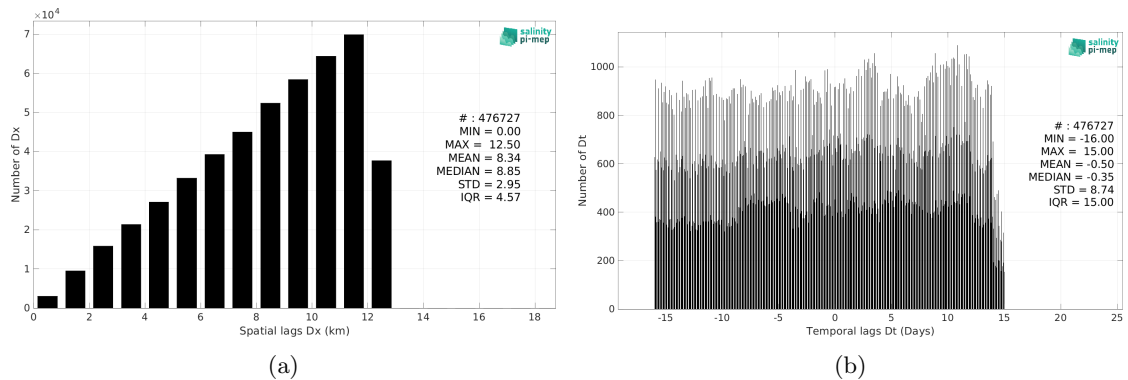 ×10⁴
7
6
5
4
3
2
1
0
Number of Dx
salinity
pi-mep
# : 476727
MIN = 0.00
MAX = 12.50
MEAN = 8.34
MEDIAN = 8.85
STD = 2.95
IQR = 4.57
0 2 4 6 8 10 12 14 16 18
Spatial lags Dx (km)
(a)
1000
800
600
400
200
0
Number of Dt
salinity
pi-mep
# : 476727
MIN = -16.00
MAX = 15.00
MEAN = -0.50
MEDIAN = -0.35
STD = 8.74
IQR = 15.00
-15 -10 -5 0 5 10 15 20 25
Temporal lags Dt (Days)
(b)